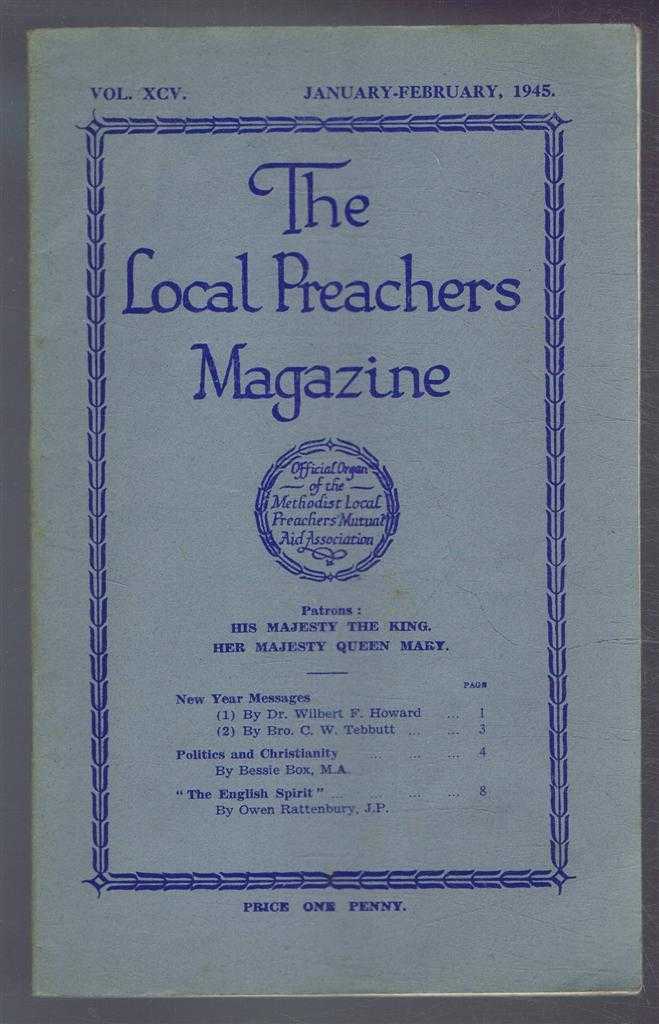 VOL. XCV. JANUARY-FEBRUARY, 1945.
The
Local Preachers
Magazine
Official Organ
of the
Methodist Local
Preachers' Mutual
Aid Association
Patrons :
HIS MAJESTY THE KING.
HER MAJESTY QUEEN MARY.
PAGE
New Year Messages
(1) By Dr. Wilbert F. Howard ... 1
(2) By Bro. C. W. Tebbutt ... ... 3
Politics and Christianity ... ... ... 4
By Bessie Box, M.A.
"The English Spirit" ... ... ... ... 8
By Owen Rattenbury, J.P.
PRICE ONE PENNY.